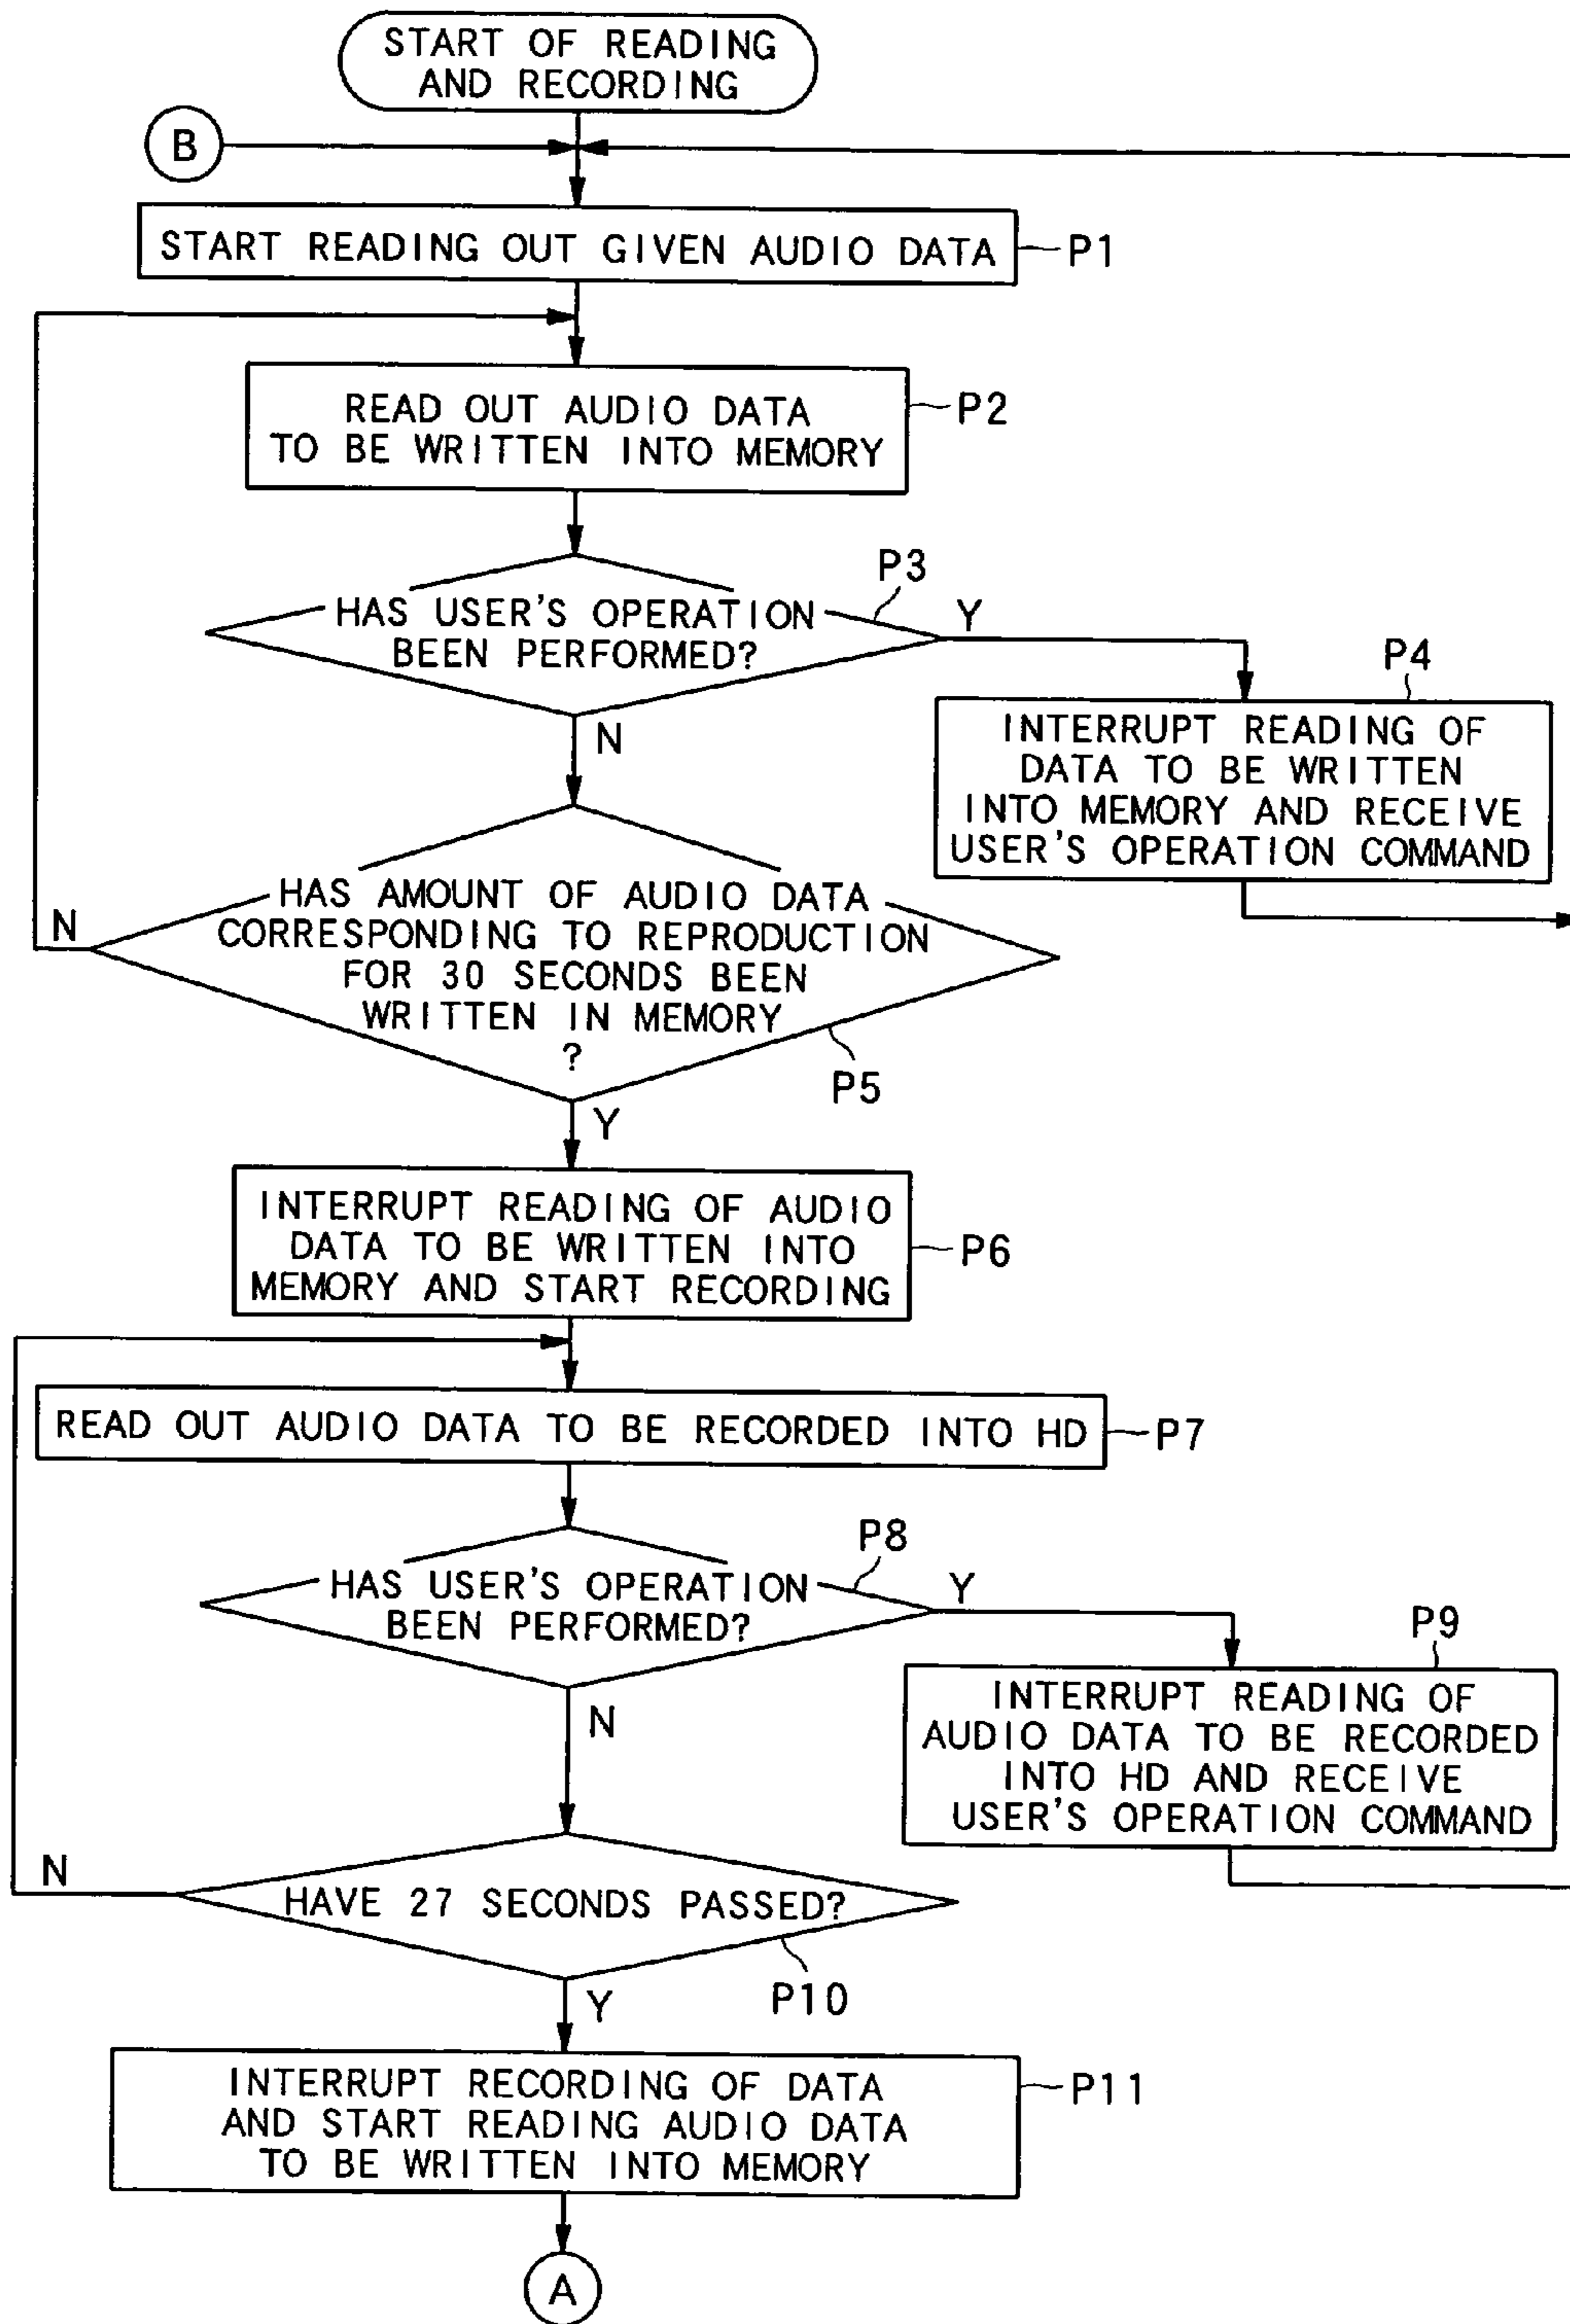 START OF READING
AND RECORDING
B
START READING OUT GIVEN AUDIO DATA
P1
READ OUT AUDIO DATA
TO BE WRITTEN INTO MEMORY
P2
P3
HAS USER'S OPERATION
BEEN PERFORMED?
Y
N
P4
INTERRUPT READING OF
DATA TO BE WRITTEN
INTO MEMORY AND RECEIVE
USER'S OPERATION COMMAND
HAS AMOUNT OF AUDIO DATA
CORRESPONDING TO REPRODUCTION
FOR 30 SECONDS BEEN
WRITTEN IN MEMORY
?
N
P5
Y
INTERRUPT READING OF AUDIO
DATA TO BE WRITTEN INTO
MEMORY AND START RECORDING
P6
READ OUT AUDIO DATA TO BE RECORDED INTO HD
P7
P8
HAS USER'S OPERATION
BEEN PERFORMED?
Y
N
P9
INTERRUPT READING OF
AUDIO DATA TO BE RECORDED
INTO HD AND RECEIVE
USER'S OPERATION COMMAND
N
HAVE 27 SECONDS PASSED?
P10
Y
INTERRUPT RECORDING OF DATA
AND START READING AUDIO DATA
TO BE WRITTEN INTO MEMORY
P11
A